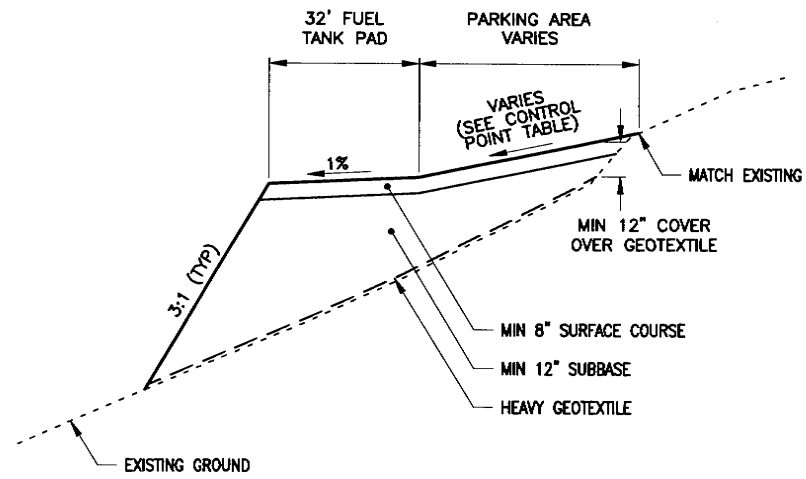 32' FUEL
TANK PAD
PARKING AREA
VARIES
VARIES
(SEE CONTROL
POINT TABLE)
1%
MATCH EXISTING
MIN 12" COVER
OVER GEOTEXTILE
3:1 (TYP)
MIN 8" SURFACE COURSE
MIN 12" SUBBASE
HEAVY GEOTEXTILE
EXISTING GROUND